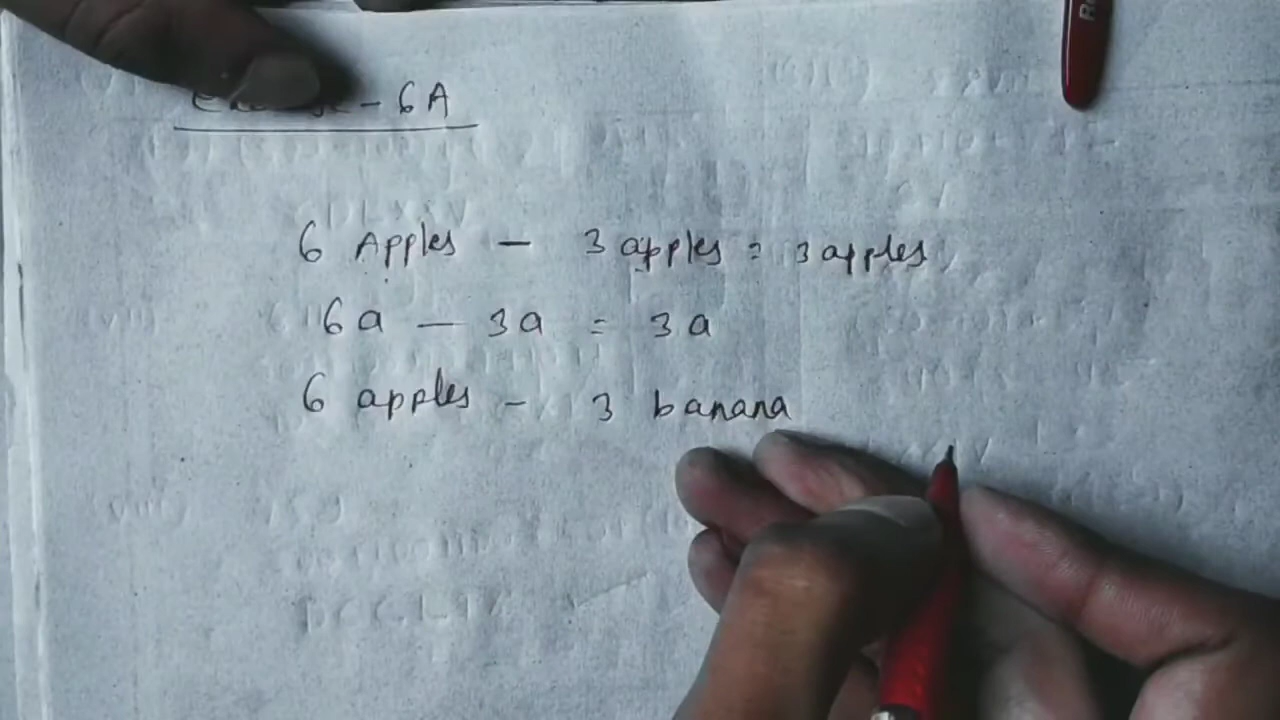 - 6A
6 Apples - 3 apples = 3 apples
6a - 3a = 3a
6 apples - 3 banana